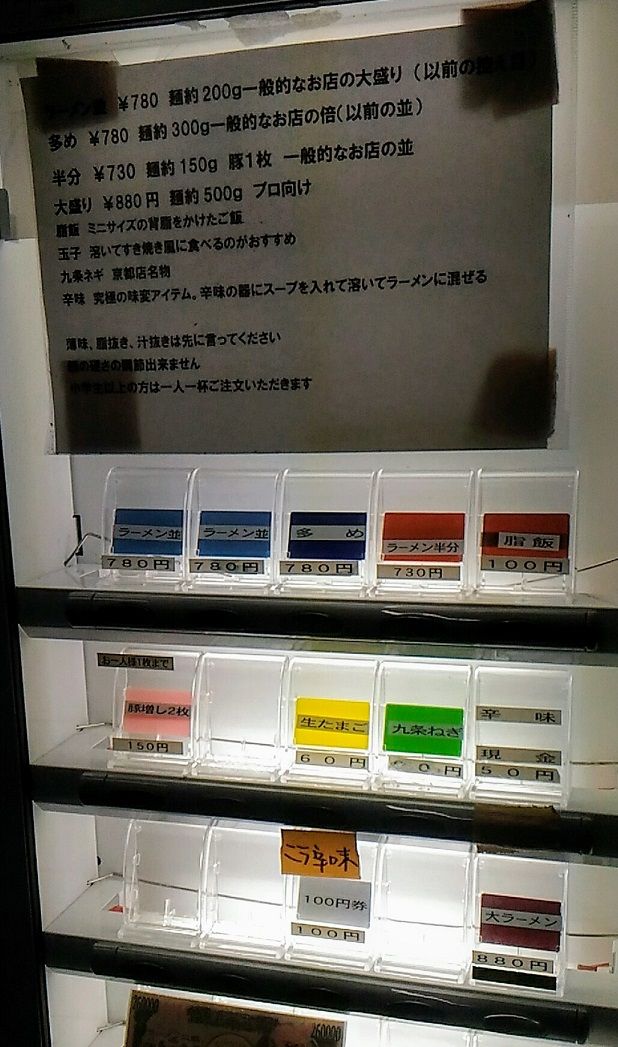 ラーメン並 ￥780 麺約200g一般的なお店の大盛り（以前の
多め ￥780 麺約300g一般的なお店の倍（以前の並）
半分 ￥730 麺約150g 豚1枚 一般的なお店の並
大盛り ￥880円 麺約500g プロ向け
脂飯 ミニサイズの背脂をかけたご飯
玉子 溶いてすき焼き風に食べるのがおすすめ
九条ネギ 京都店名物
辛味 究極の味変アイテム。辛味の器にスープを入れて溶いてラーメンに混ぜる
薄味、脂抜き、汁抜きは先に言ってください
麺の硬さの調節出来ません
小学生以上の方は一人一杯ご注文いただきます
ラーメン並
ラーメン並
多め
ラーメン半分
脂飯
780円
780円
780円
730円
100円
お一人様1枚まで
豚増し2枚
生たまご
九条ねぎ
辛味
現金
150円
60円
50円
辛味
100円券
大ラーメン
100円
880円
260000
260000